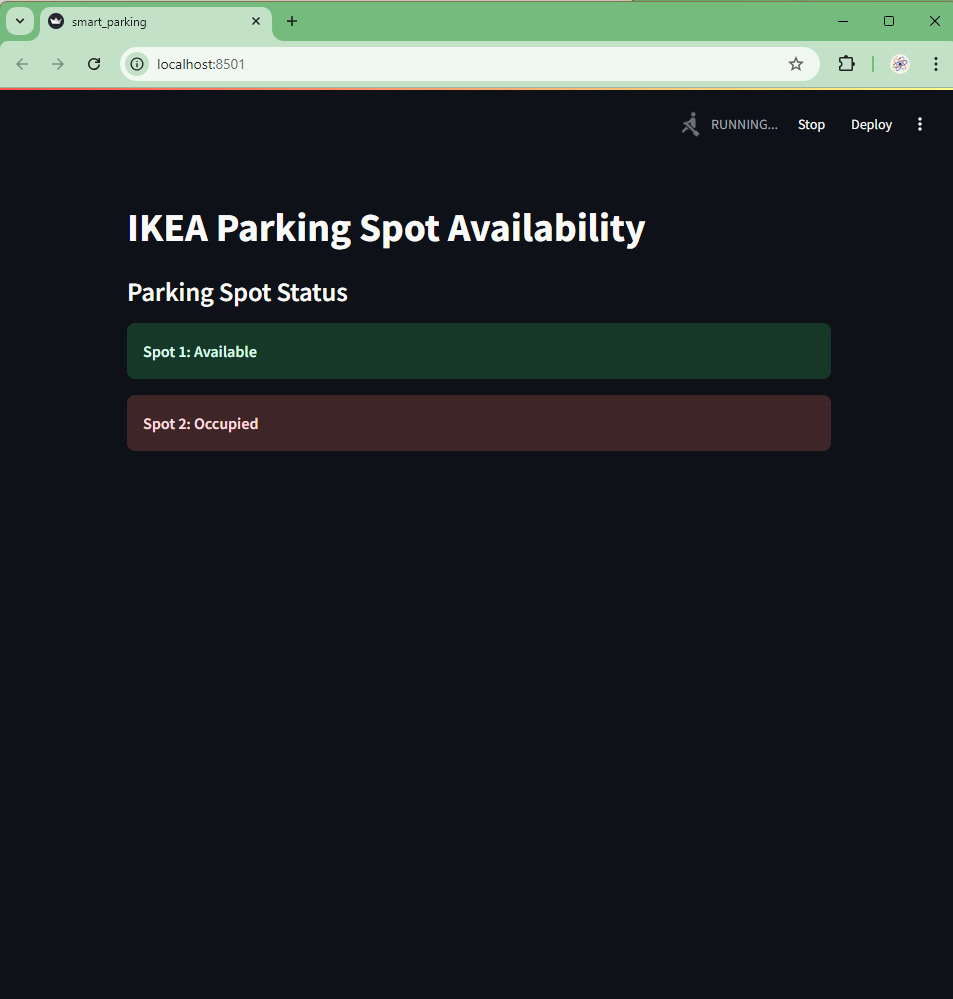 smart_parking
localhost:8501
RUNNING... Stop Deploy
IKEA Parking Spot Availability
Parking Spot Status
Spot 1: Available
Spot 2: Occupied